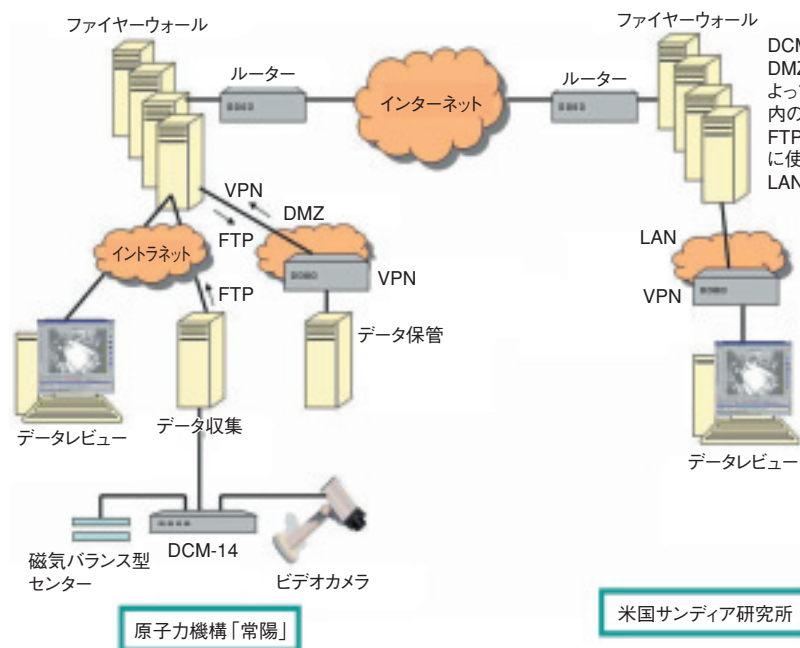 ファイヤーウォール
ルーター
インターネット
ルーター
ファイヤーウォール
DCM
DMZ
よって
内の
FTP
に使
LAN
VPN
DMZ
FTP
イントラネット
FTP
VPN
データ保管
LAN
VPN
データレビュー
データ収集
データレビュー
磁気バランス型
センター
DCM-14
ビデオカメラ
原子力機構「常陽」
米国サンディア研究所